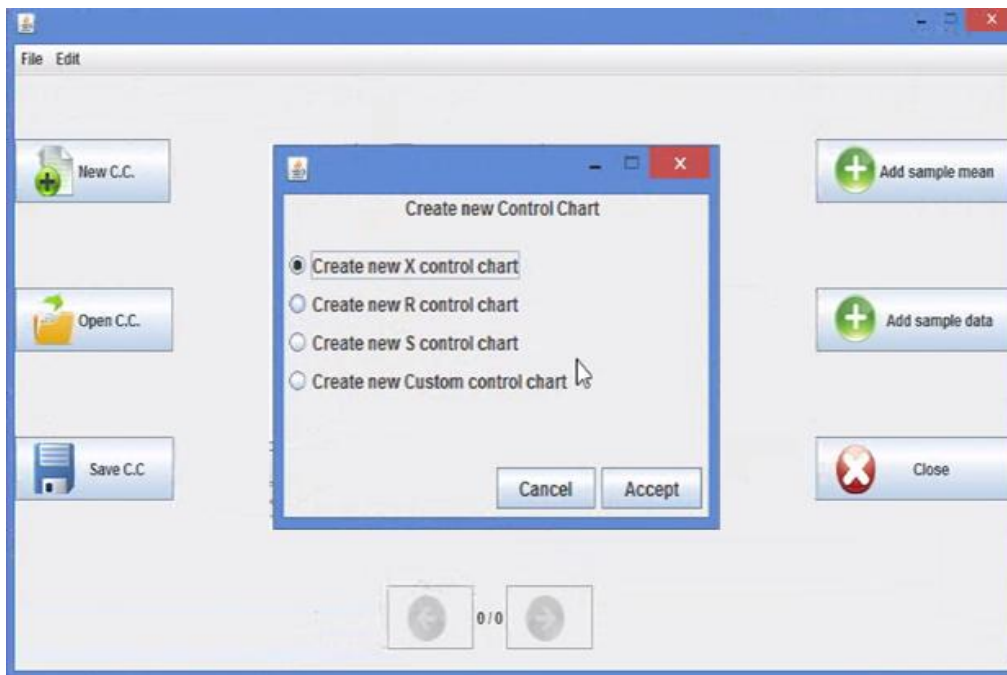 File Edit
New C.C.
Open C.C.
Save C.C
Create new Control Chart
Create new X control chart
Create new R control chart
Create new S control chart
Create new Custom control chart
Cancel Accept
Add sample mean
Add sample data
Close
0 / 0